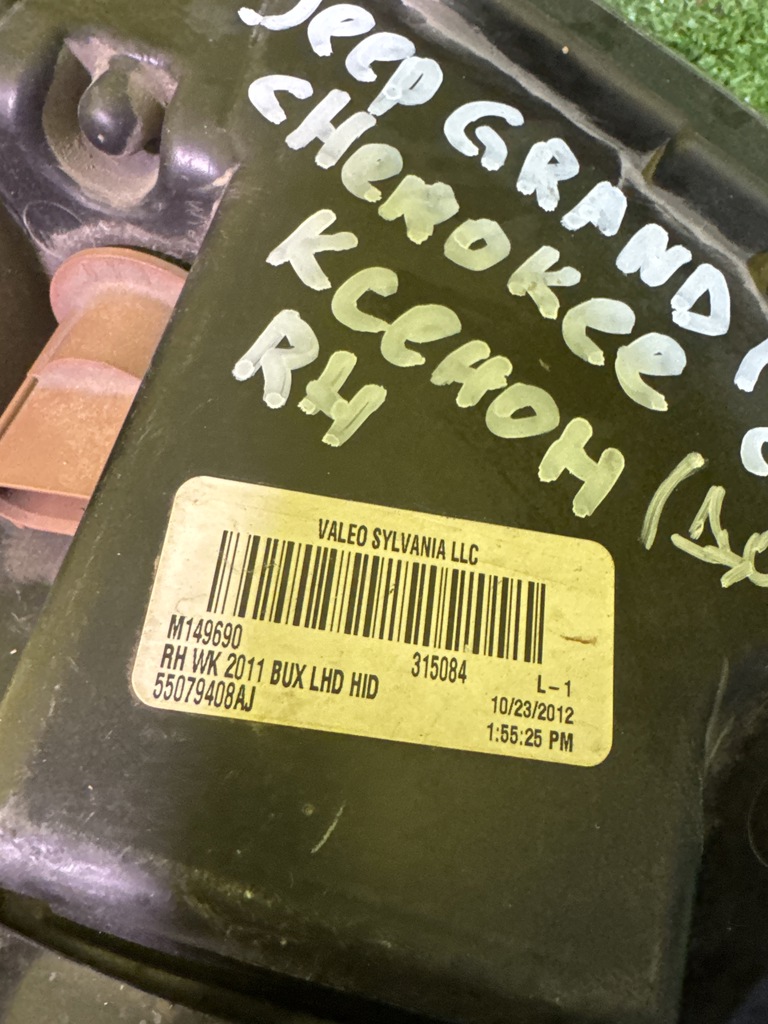 Jeep GRAND
CHeROKee
KCeHOH
RH
VALEO SYLVANIA LLC
M149690
315084
L-1
RH WK 2011 BUX LHD HID
10/23/2012
55079408AJ
1:55:25 PM